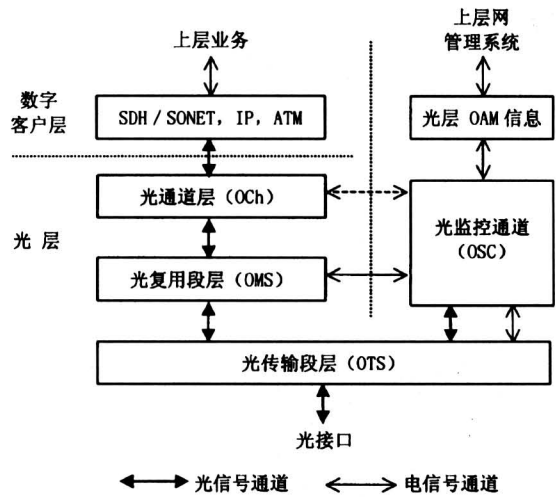 上层业务
上层网
管理系统
数字
客户层
SDH / SONET, IP, ATM
光层 OAM 信息
光通道层（OCh）
光监控通道
（OSC）
光 层
光复用段层（OMS）
光传输段层（OTS）
光接口
光信号通道
电信号通道